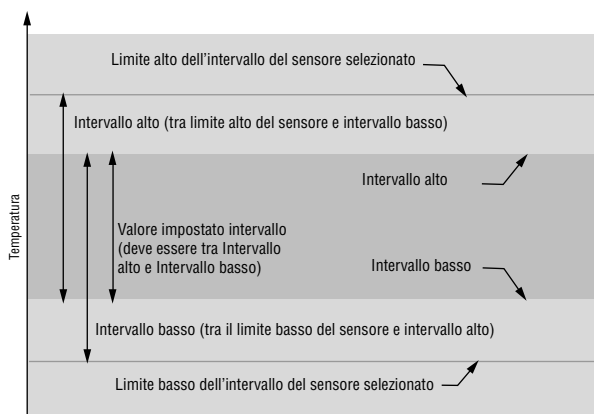 Limite alto dell'intervallo del sensore selezionato
Intervallo alto (tra limite alto del sensore e intervallo basso)
Intervallo alto
Temperatura
Valore impostato intervallo
(deve essere tra Intervallo
alto e Intervallo basso)
Intervallo basso
Intervallo basso (tra il limite basso del sensore e intervallo alto)
Limite basso dell'intervallo del sensore selezionato